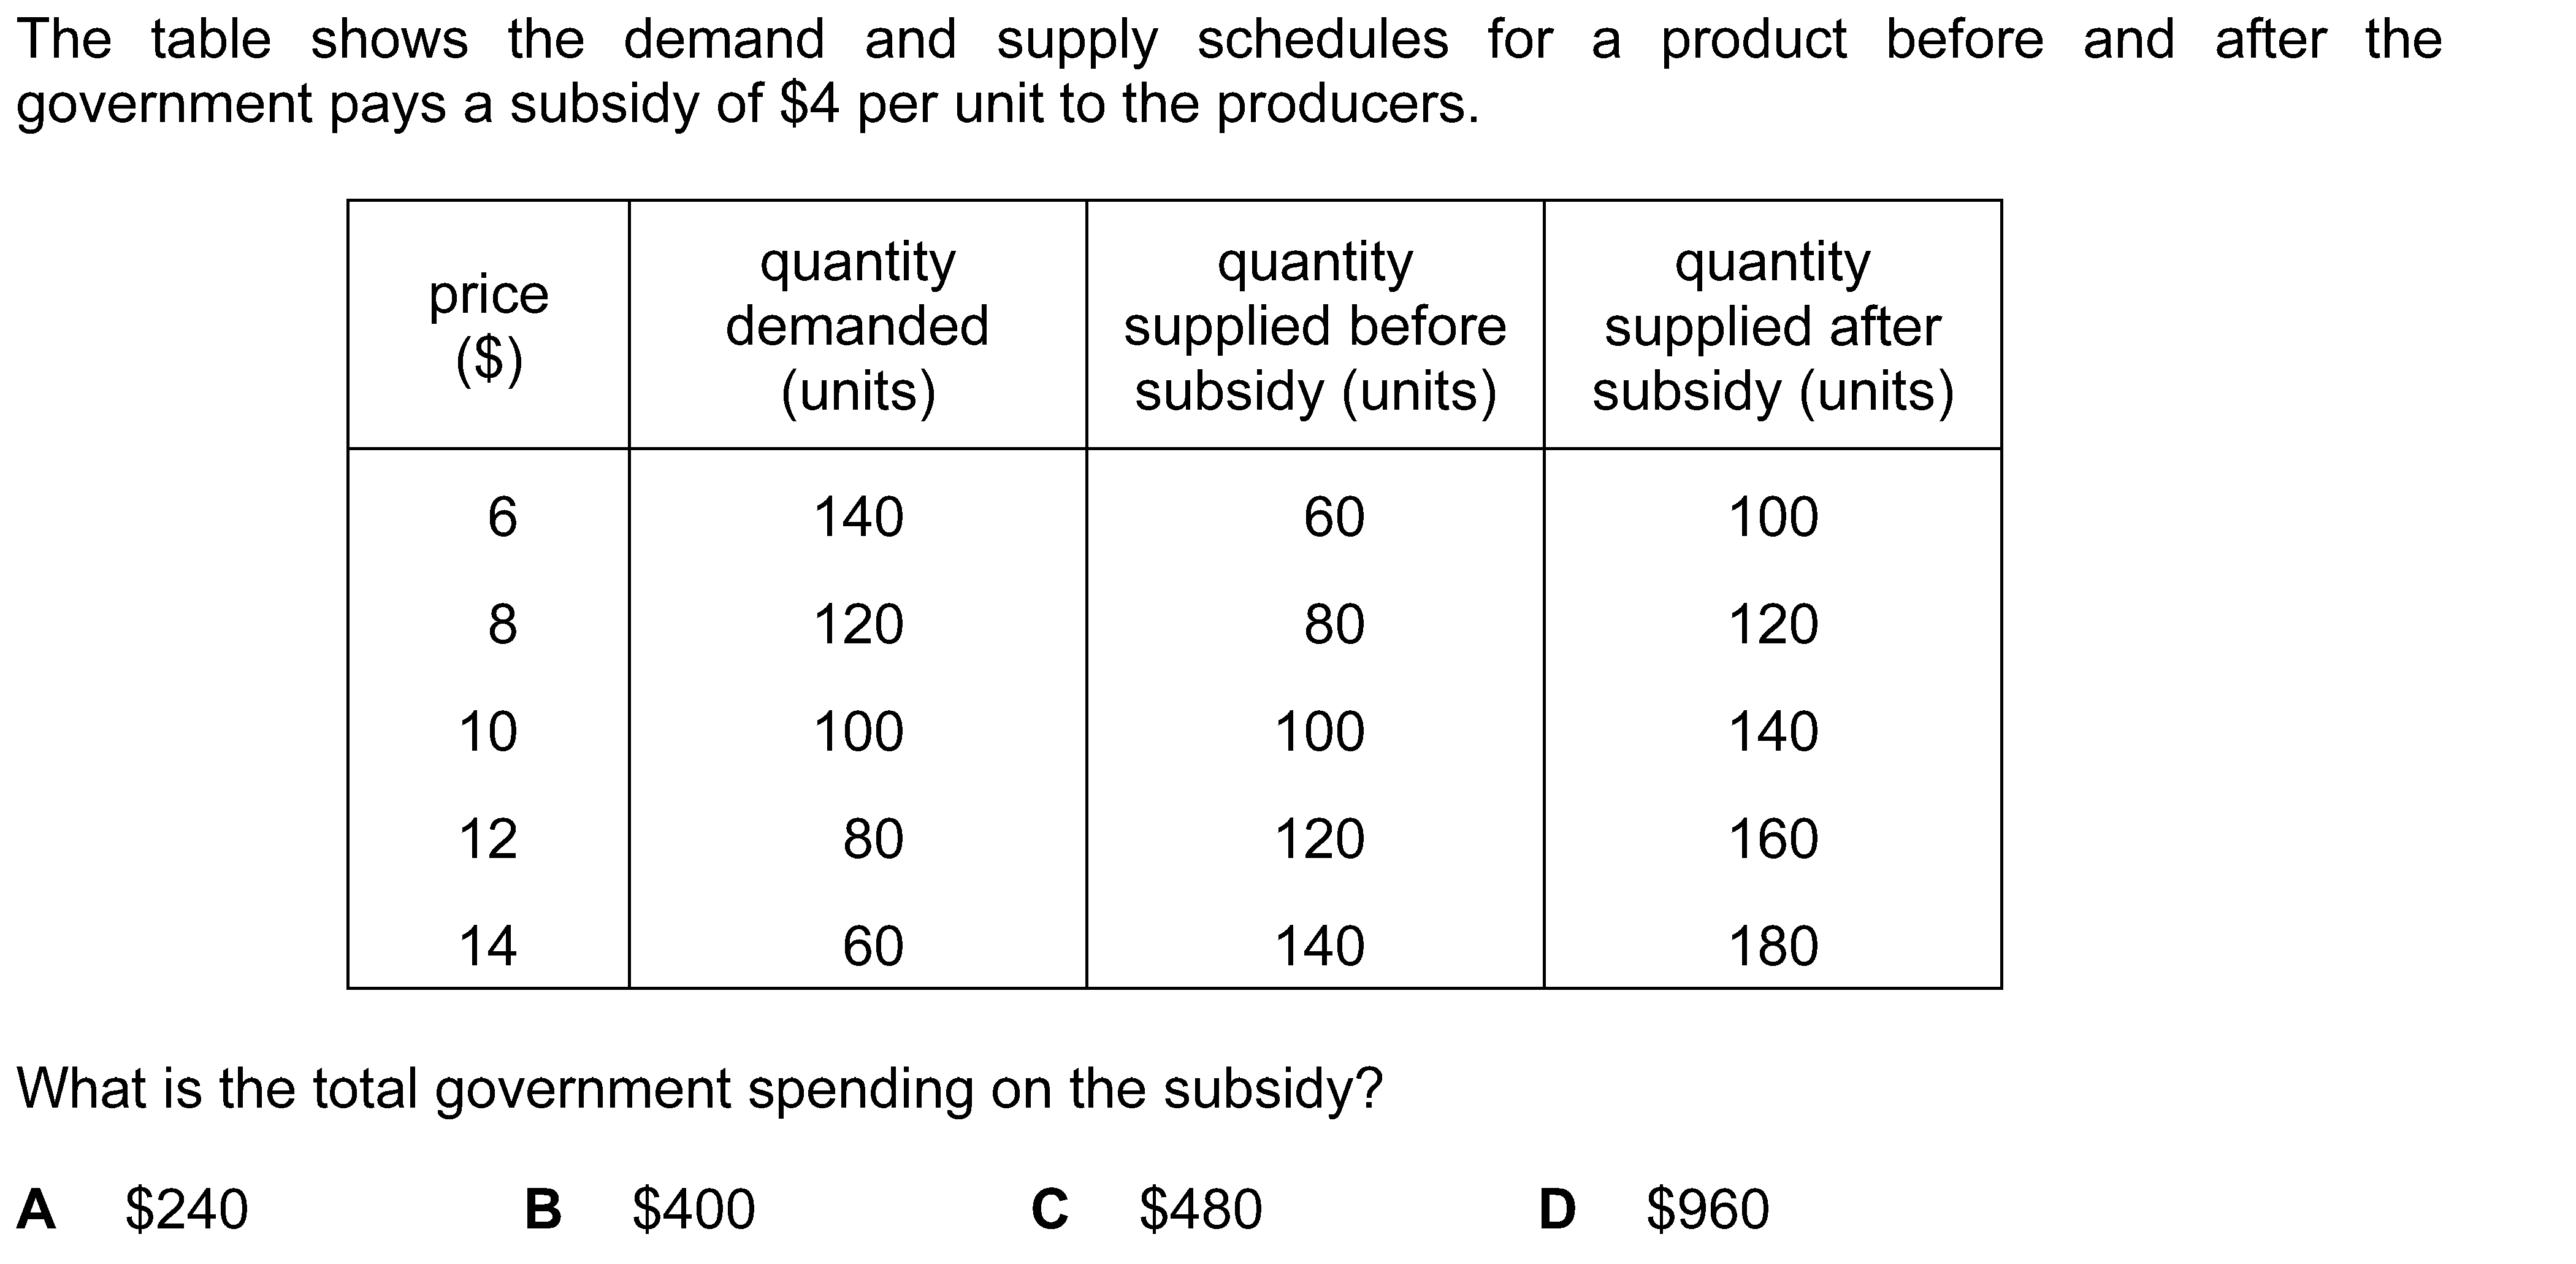 The table shows the demand and supply schedules for a product before and after the
government pays a subsidy of $4 per unit to the producers.
price
($)
quantity
demanded
(units)
quantity
supplied before
subsidy (units)
quantity
supplied after
subsidy (units)
6 140 60 100
8 120 80 120
10 100 100 140
12 80 120 160
14 60 140 180
What is the total government spending on the subsidy?
A $240 B $400 C $480 D $960